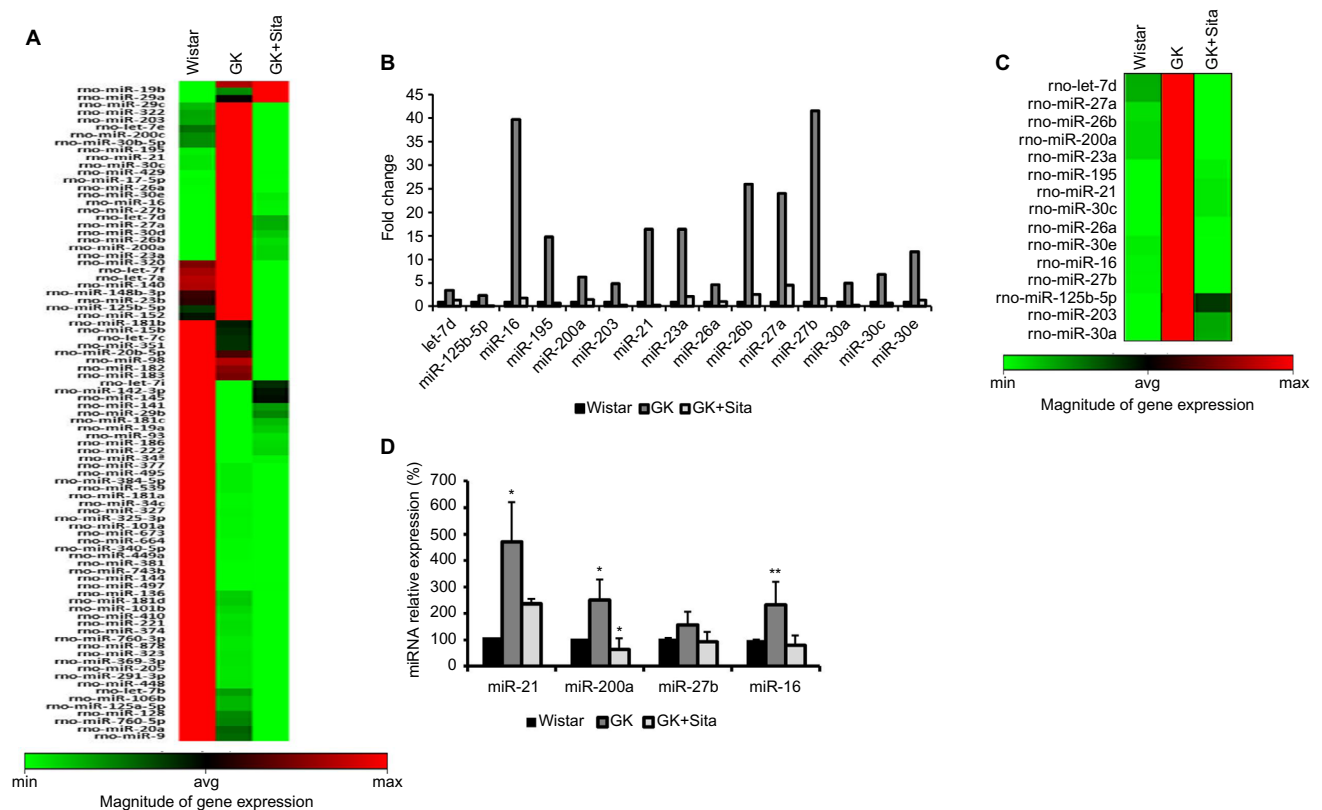 A
Wistar
GK
GK+Sita
rno-miR-19b
rno-miR-29a
rno-miR-29c
rno-miR-322
rno-miR-203
rno-let-7e
rno-miR-200c
rno-miR-30b-5p
rno-miR-195
rno-miR-21
rno-miR-30c
rno-miR-429
rno-miR-17-5p
rno-miR-26a
rno-miR-30e
rno-miR-16
rno-miR-27b
rno-let-7d
rno-miR-27a
rno-miR-30d
rno-miR-26b
rno-miR-200a
rno-miR-23a
rno-miR-320
rno-let-7f
rno-let-7a
rno-miR-140
rno-miR-148b-3p
rno-miR-23b
rno-miR-125b-5p
rno-miR-152
rno-miR-181b
rno-miR-15b
rno-let-7c
rno-miR-351
rno-miR-20b-5p
rno-miR-98
rno-miR-182
rno-miR-183
rno-let-7i
rno-miR-142-3p
rno-miR-145
rno-miR-141
rno-miR-29b
rno-miR-181c
rno-miR-19a
rno-miR-93
rno-miR-186
rno-miR-222
rno-miR-34ª
rno-miR-377
rno-miR-495
rno-miR-384-5p
rno-miR-539
rno-miR-181a
rno-miR-34c
rno-miR-327
rno-miR-325-3p
rno-miR-101a
rno-miR-673
rno-miR-664
rno-miR-340-5p
rno-miR-449a
rno-miR-381
rno-miR-743b
rno-miR-144
rno-miR-497
rno-miR-136
rno-miR-181d
rno-miR-101b
rno-miR-410
rno-miR-221
rno-miR-374
rno-miR-760-3p
rno-miR-878
rno-miR-323
rno-miR-369-3p
rno-miR-205
rno-miR-291-3p
rno-miR-448
rno-let-7b
rno-miR-106b
rno-miR-125a-5p
rno-miR-128
rno-miR-760-5p
rno-miR-20a
rno-miR-9
min
avg
max
Magnitude of gene expression
B
Fold change
45
40
35
30
25
20
15
10
5
0
let-7d
miR-125b-5p
miR-16
miR-195
miR-200a
miR-203
miR-21
miR-23a
miR-26a
miR-26b
miR-27a
miR-27b
miR-30a
miR-30c
miR-30e
Wistar GK GK+Sita
C
Wistar
GK
GK+Sita
rno-let-7d
rno-miR-27a
rno-miR-26b
rno-miR-200a
rno-miR-23a
rno-miR-195
rno-miR-21
rno-miR-30c
rno-miR-26a
rno-miR-30e
rno-miR-16
rno-miR-27b
rno-miR-125b-5p
rno-miR-203
rno-miR-30a
min
avg
max
Magnitude of gene expression
D
miRNA relative expression (%)
700
600
500
400
300
200
100
0
*
*
*
**
miR-21
miR-200a
miR-27b
miR-16
Wistar GK GK+Sita